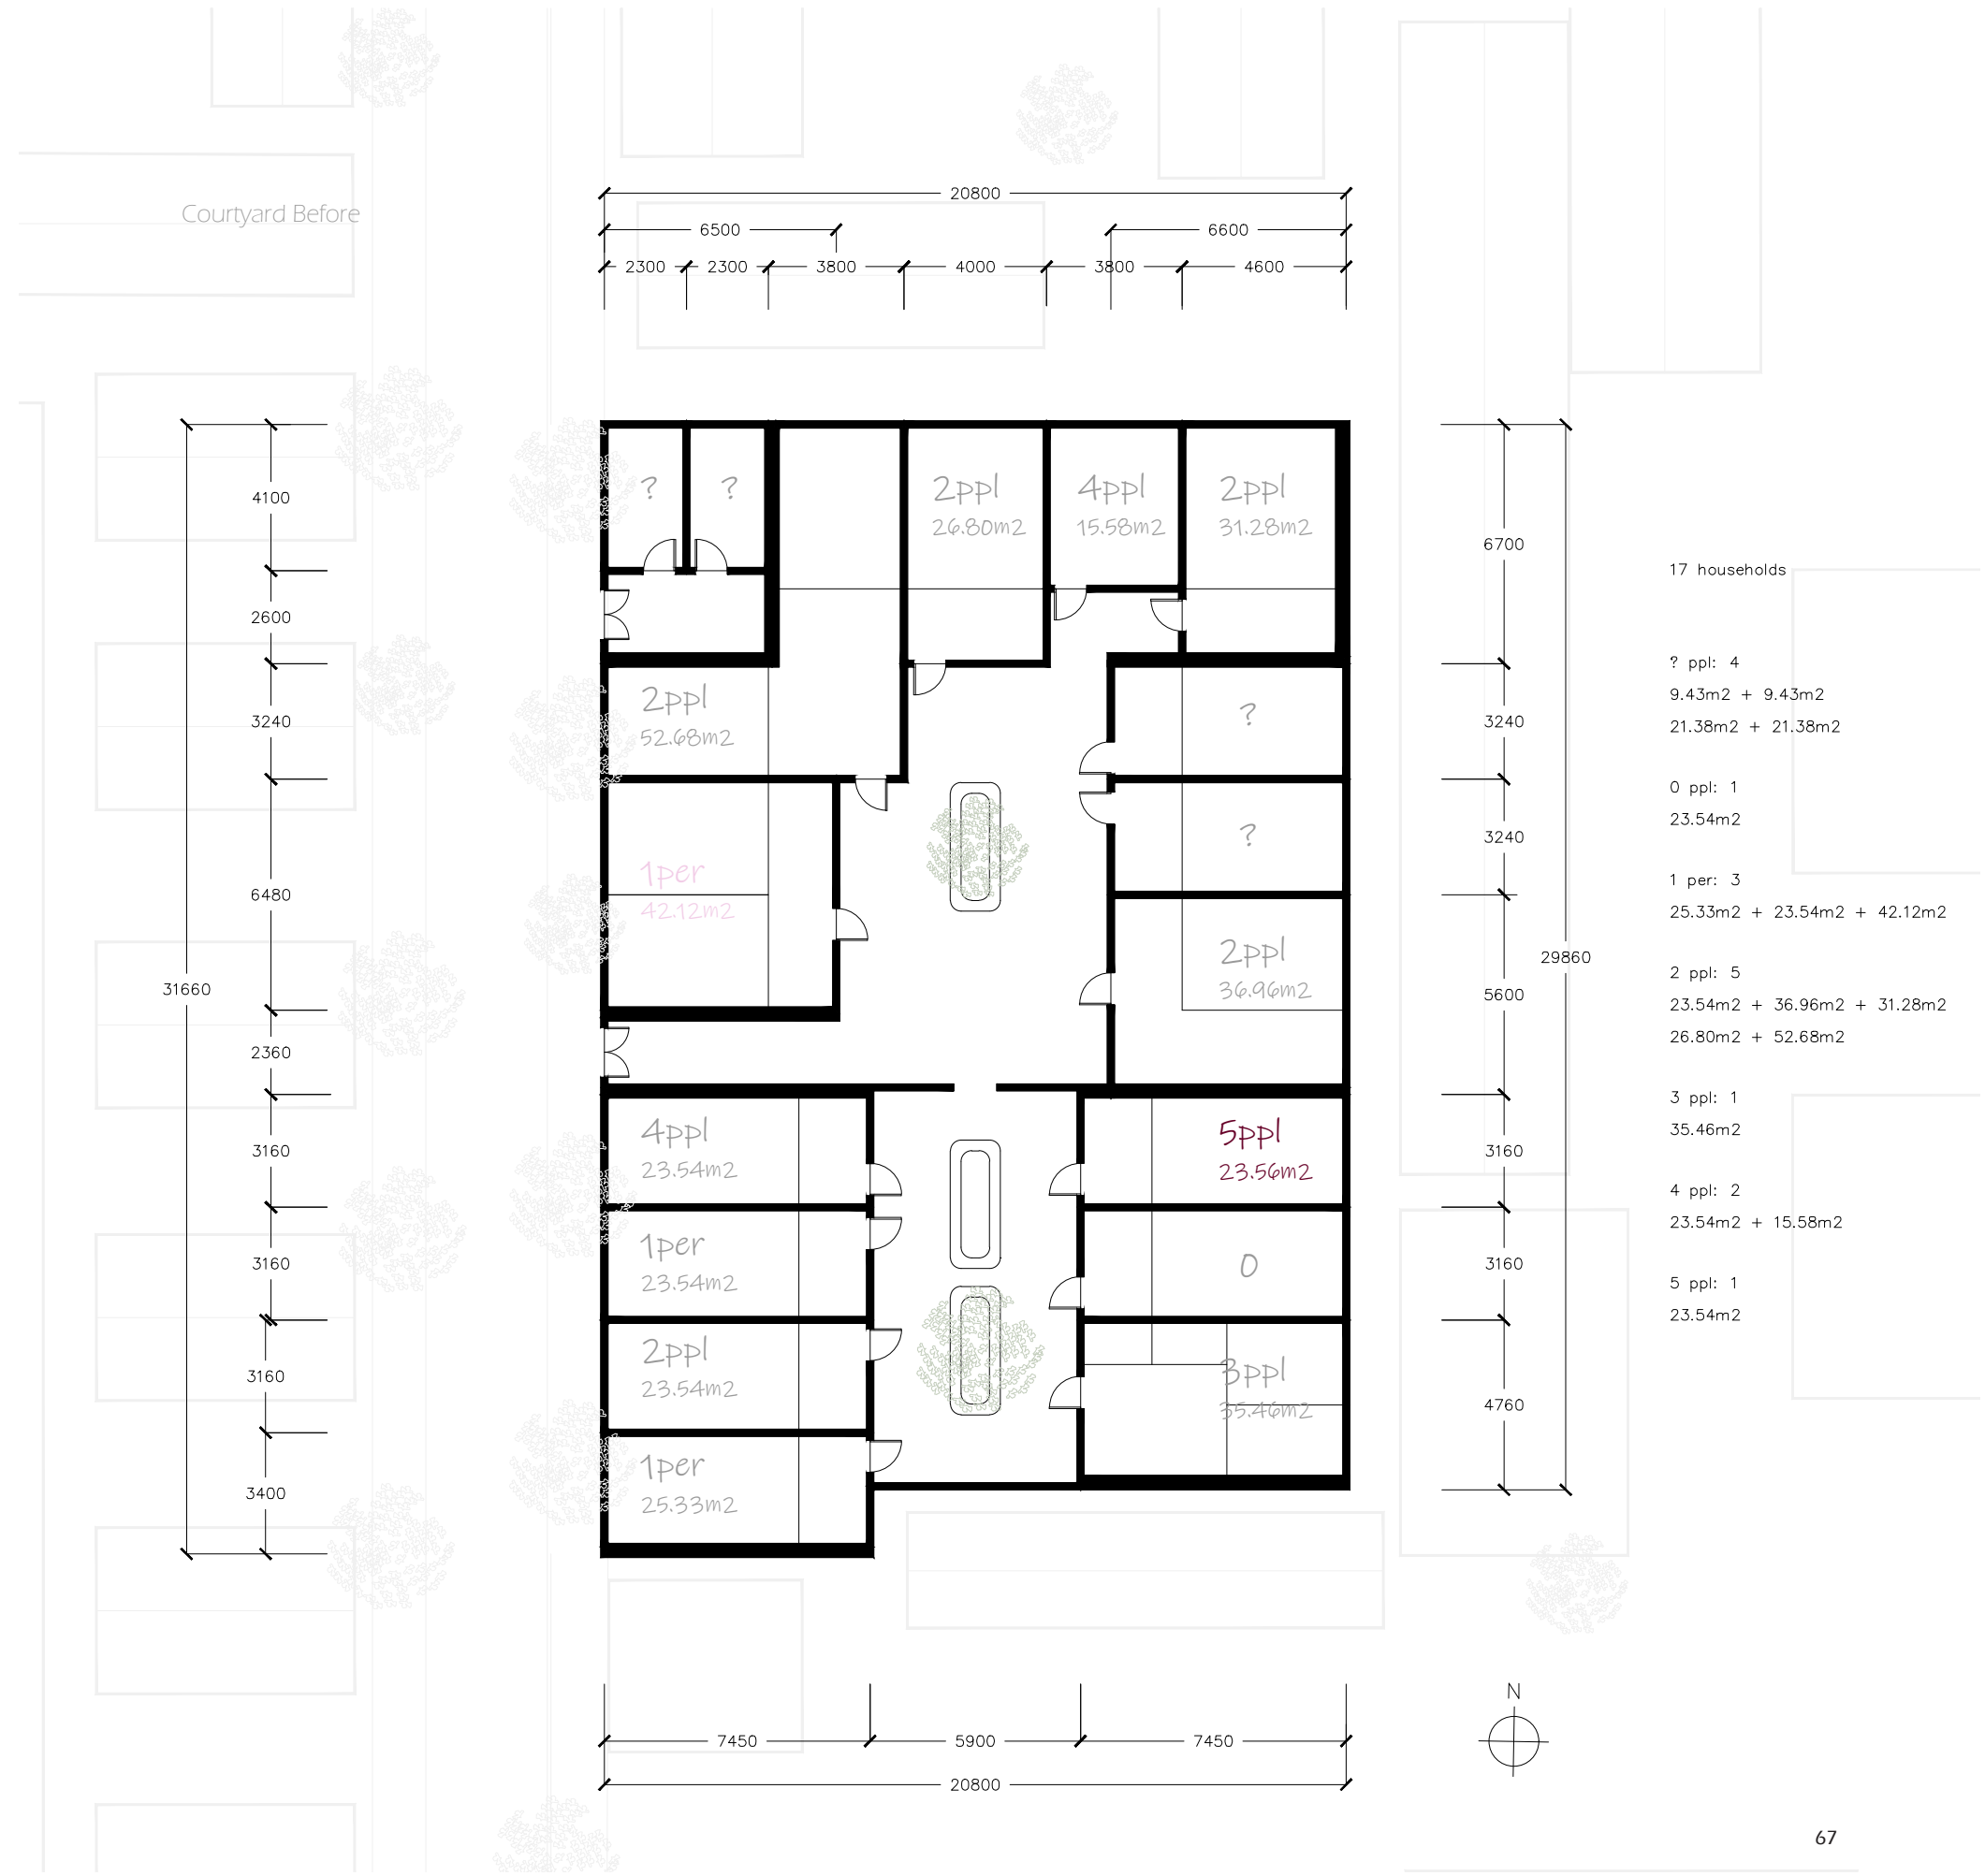 Courtyard Before
20800
6500 6600
2300 2300 3800 4000 3800 4600
31660
4100
2600
3240
6480
2360
3160
3160
3160
3400
?
?
2ppl
26.80m2
4ppl
15.58m2
2ppl
31.28m2
2ppl
52.68m2
?
?
1per
42.12m2
2ppl
36.96m2
4ppl
23.54m2
5ppl
23.56m2
1per
23.54m2
0
2ppl
23.54m2
3ppl
35.46m2
1per
25.33m2
6700
3240
3240
5600
3160
3160
4760
29860
17 households
? ppl: 4
9.43m2 + 9.43m2
21.38m2 + 21.38m2
0 ppl: 1
23.54m2
1 per: 3
25.33m2 + 23.54m2 + 42.12m2
2 ppl: 5
23.54m2 + 36.96m2 + 31.28m2
26.80m2 + 52.68m2
3 ppl: 1
35.46m2
4 ppl: 2
23.54m2 + 15.58m2
5 ppl: 1
23.54m2
N
7450 5900 7450
20800
67